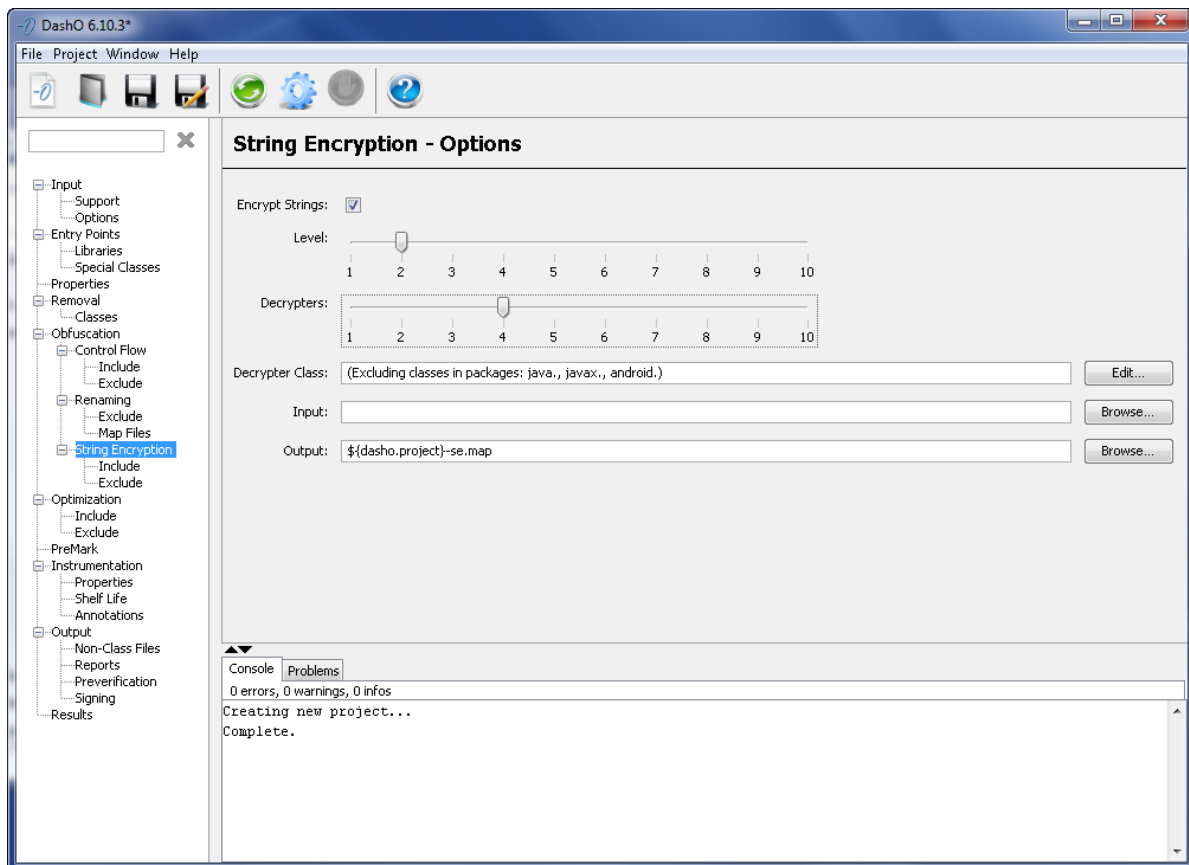 DashO 6.10.3*
File Project Window Help
String Encryption - Options
Input
Support
Options
Entry Points
Libraries
Special Classes
Properties
Removal
Classes
Obfuscation
Control Flow
Include
Exclude
Renaming
Exclude
Map Files
String Encryption
Include
Exclude
Optimization
Include
Exclude
PreMark
Instrumentation
Properties
Shelf Life
Annotations
Output
Non-Class Files
Reports
Preverification
Signing
Results
Encrypt Strings:
Level:
1 2 3 4 5 6 7 8 9 10
Decrypters:
1 2 3 4 5 6 7 8 9 10
Decrypter Class: (Excluding classes in packages: java., javax., android.) Edit...
Input: Browse...
Output: ${dasho.project}-se.map Browse...
Console Problems
0 errors, 0 warnings, 0 infos
Creating new project...
Complete.